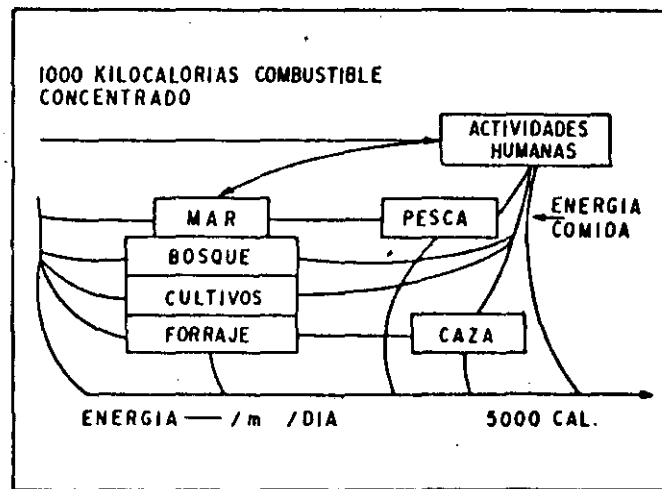 1000 KILOCALORIAS COMBUSTIBLE
CONCENTRADO
ACTIVIDADES
HUMANAS
MAR
PESCA
ENERGIA
COMIDA
BOSQUE
CULTIVOS
FORRAJE
CAZA
ENERGIA — /m /DIA
5000 CAL.